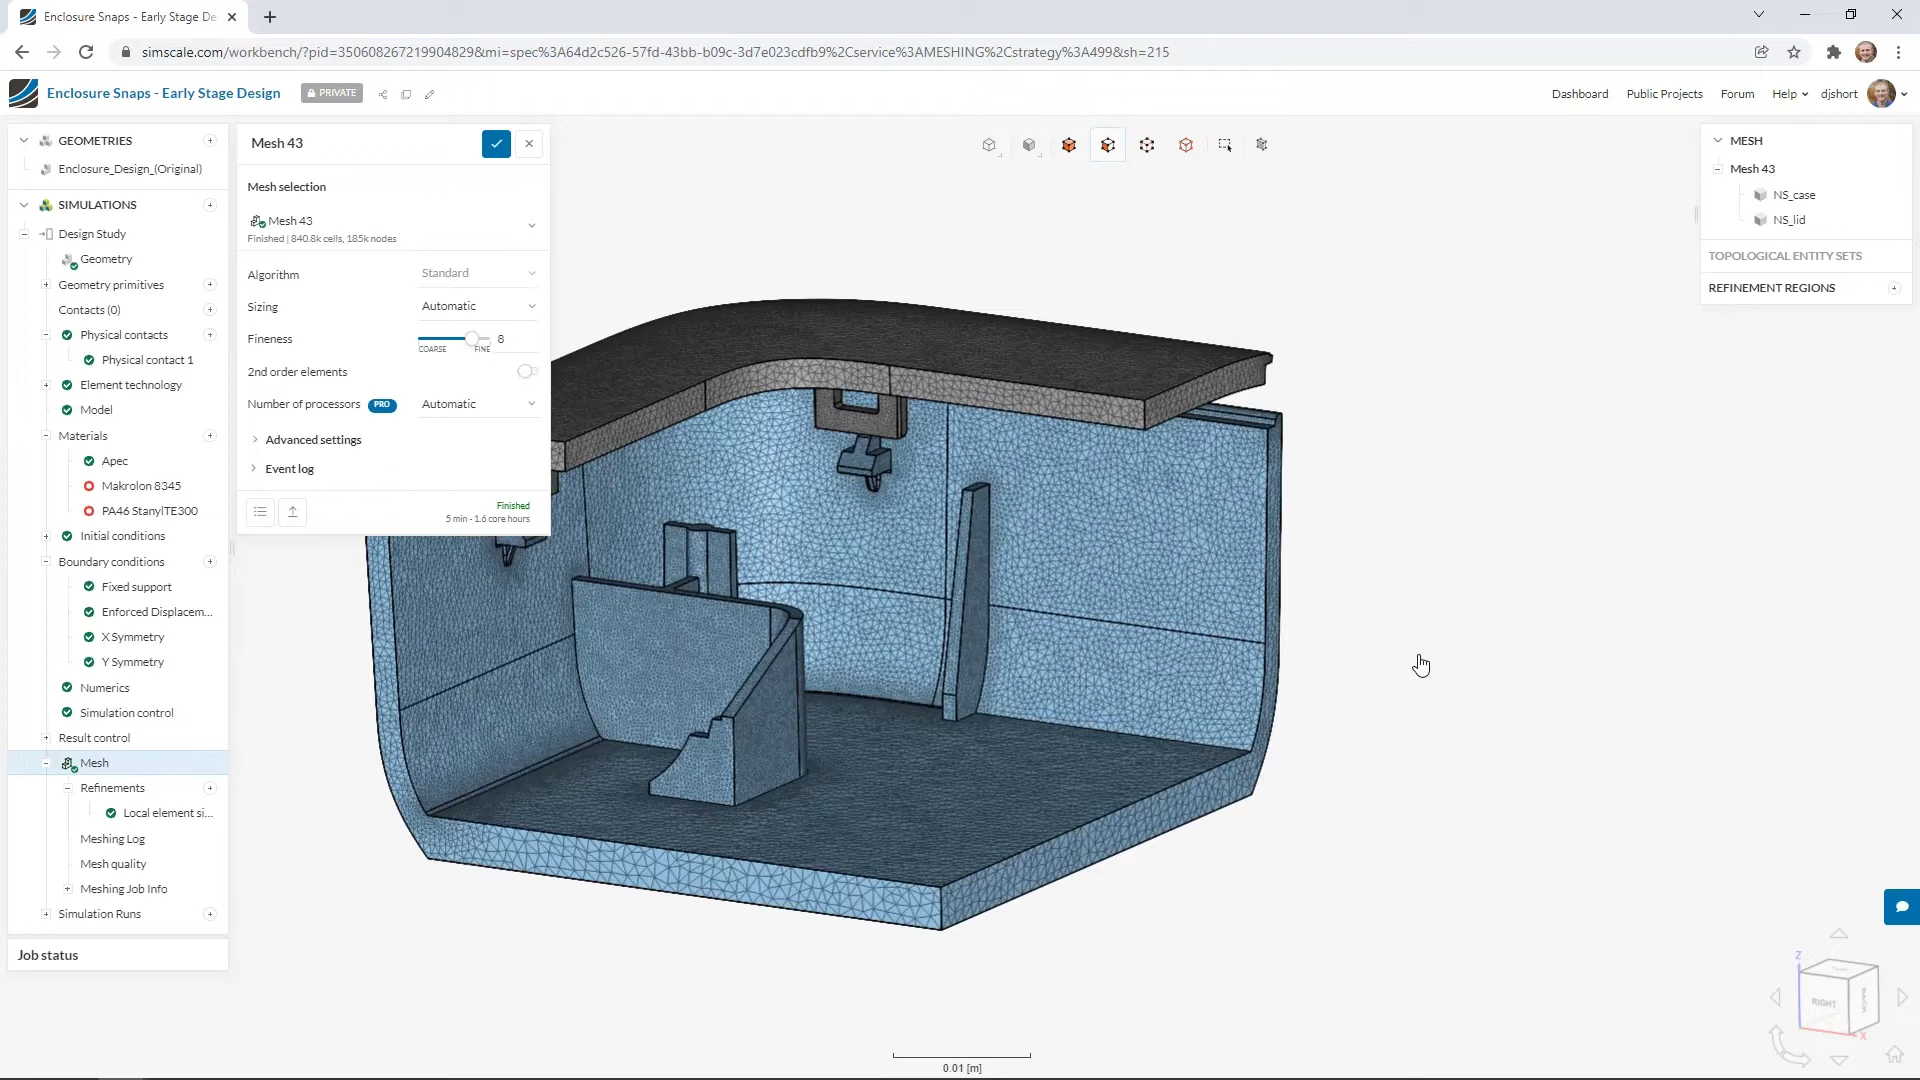 Enclosure Snaps - Early Stage De
simscale.com/workbench/?pid=350608267219904829&mi=spec%3A64d2c526-57fd-43bb-b09c-3d7e023cdfb9%2Cservice%3AMESHING%2Cstrategy%3A499&sh=215
Enclosure Snaps - Early Stage Design
PRIVATE
Dashboard
Public Projects
Forum
Help
djshort
GEOMETRIES
Enclosure_Design_(Original)
SIMULATIONS
Design Study
Geometry
Geometry primitives
Contacts (0)
Physical contacts
Physical contact 1
Element technology
Model
Materials
Apec
Makrolon 8345
PA46 StanylTE300
Initial conditions
Boundary conditions
Fixed support
Enforced Displacem...
X Symmetry
Y Symmetry
Numerics
Simulation control
Result control
Mesh
Refinements
Local element si...
Meshing Log
Mesh quality
Meshing Job Info
Simulation Runs
Job status
Mesh 43
Mesh selection
Mesh 43
Finished | 840.8k cells, 185k nodes
Algorithm Standard
Sizing Automatic
Fineness 8
COARSE FINE
2nd order elements
Number of processors PRO Automatic
Advanced settings
Event log
Finished
5 min - 1.6 core hours
MESH
Mesh 43
NS_case
NS_lid
TOPOLOGICAL ENTITY SETS
REFINEMENT REGIONS
0.01 [m]
Z
RIGHT
BACK
X